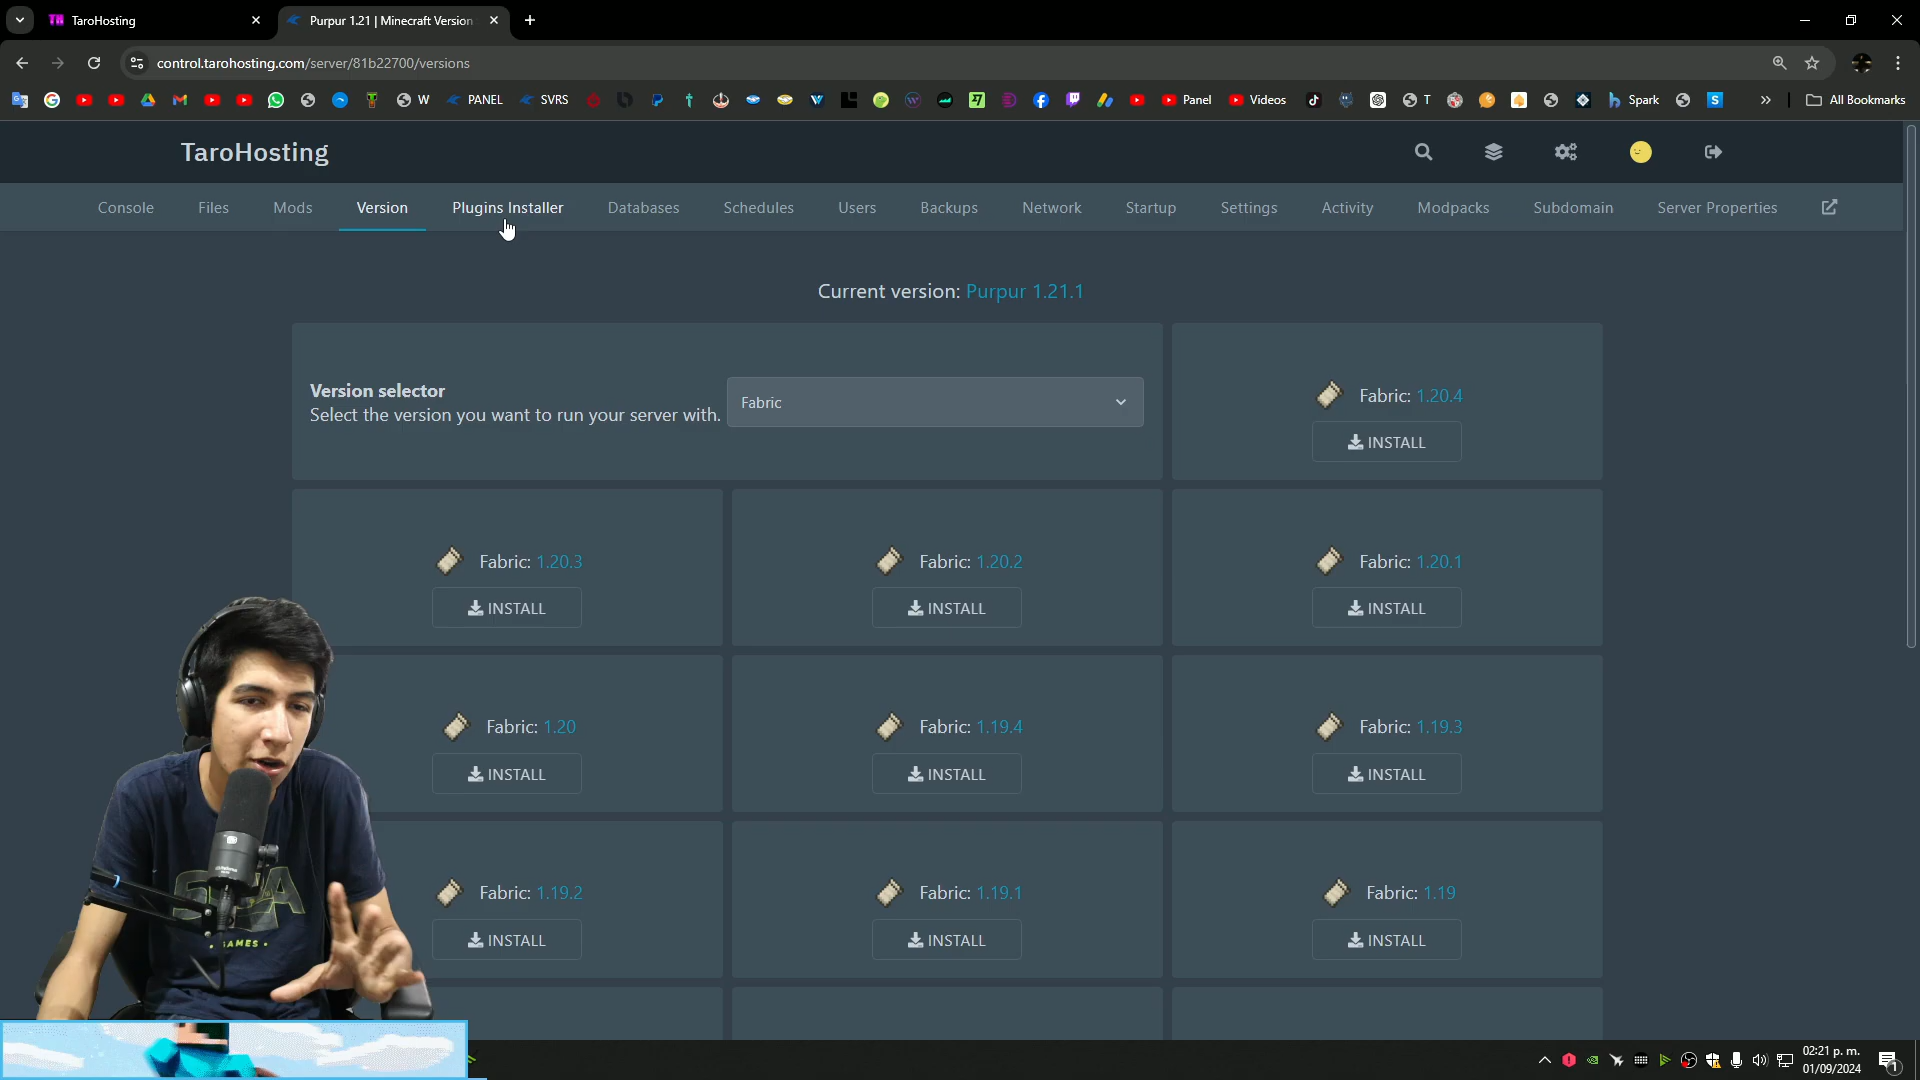 TaroHosting
Purpur 1.21 | Minecraft Version
control.tarohosting.com/server/81b22700/versions
W
PANEL
SVRS
Panel
Videos
T
Spark
All Bookmarks
TaroHosting
Console
Files
Mods
Version
Plugins Installer
Databases
Schedules
Users
Backups
Network
Startup
Settings
Activity
Modpacks
Subdomain
Server Properties
Current version: Purpur 1.21.1
Version selector
Select the version you want to run your server with.
Fabric
Fabric: 1.20.4
INSTALL
Fabric: 1.20.3
INSTALL
Fabric: 1.20.2
INSTALL
Fabric: 1.20.1
INSTALL
Fabric: 1.20
INSTALL
Fabric: 1.19.4
INSTALL
Fabric: 1.19.3
INSTALL
Fabric: 1.19.2
INSTALL
Fabric: 1.19.1
INSTALL
Fabric: 1.19
INSTALL
GAMES
02:21 p. m.
01/09/2024
1